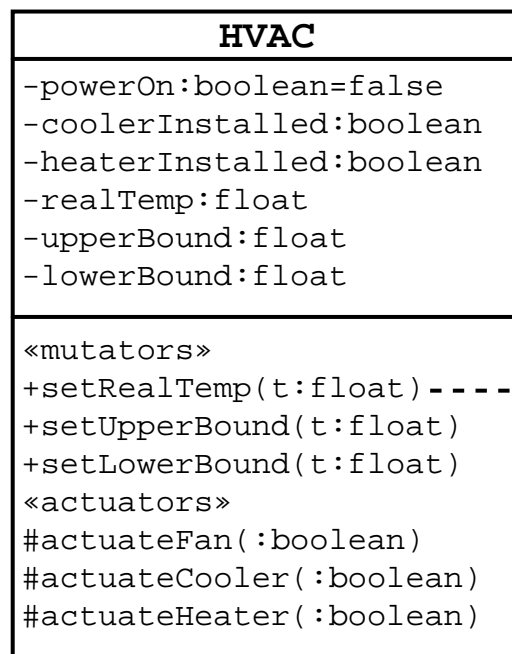 HVAC
-powerOn:boolean=false
-coolerInstalled:boolean
-heaterInstalled:boolean
-realTemp:float
-upperBound:float
-lowerBound:float
«mutators»
+setRealTemp(t:float)
+setUpperBound(t:float)
+setLowerBound(t:float)
«actuators»
#actuateFan(:boolean)
#actuateCooler(:boolean)
#actuateHeater(:boolean)